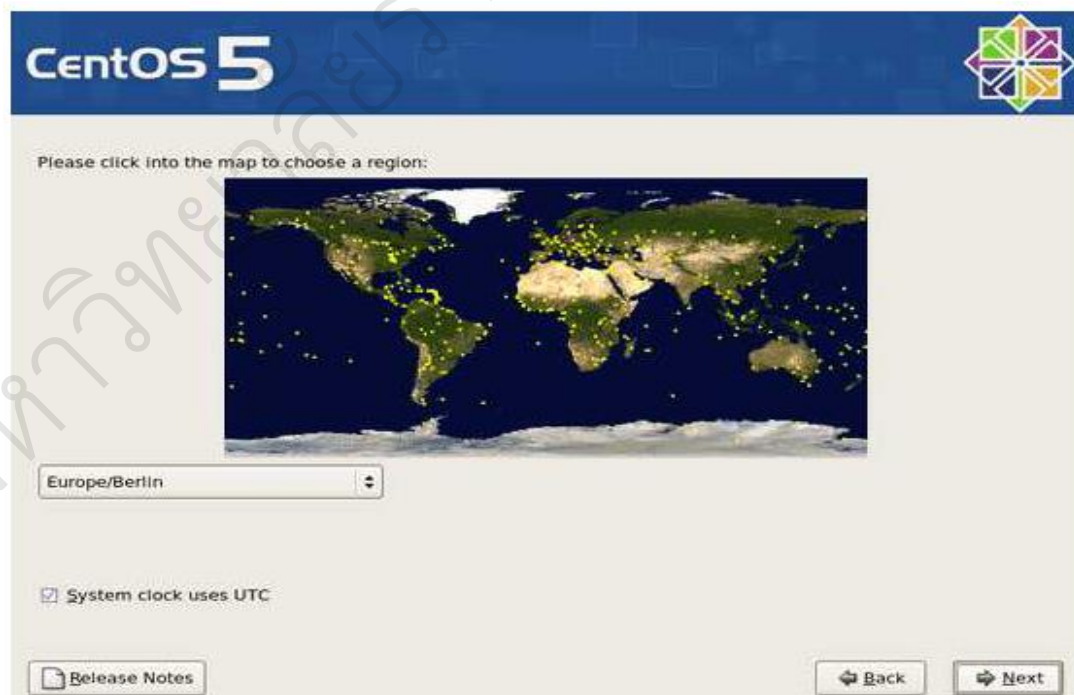 CentOS 5
Please click into the map to choose a region:
Europe/Berlin
System clock uses UTC
Release Notes
Back
Next